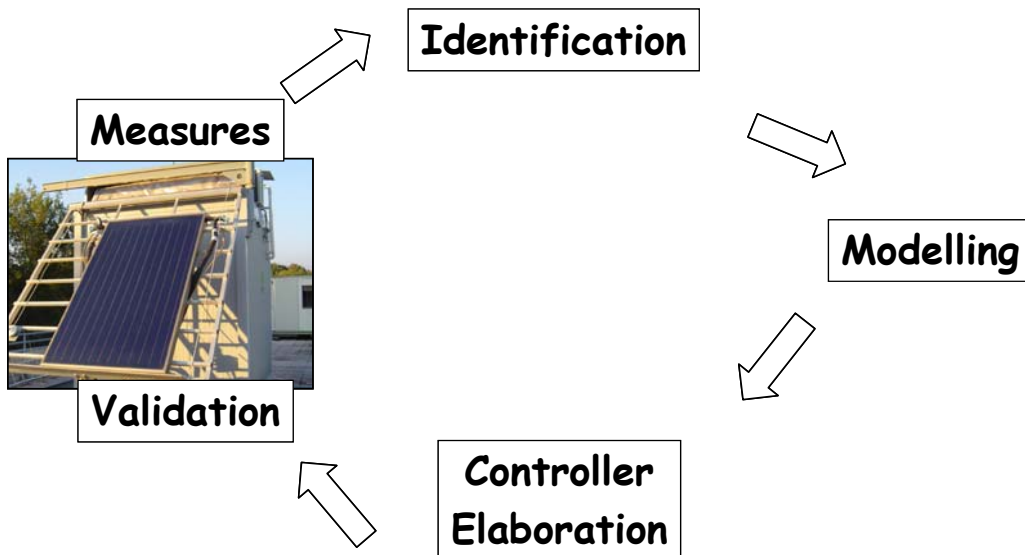 Identification
Measures
Modelling
Validation
Controller
Elaboration